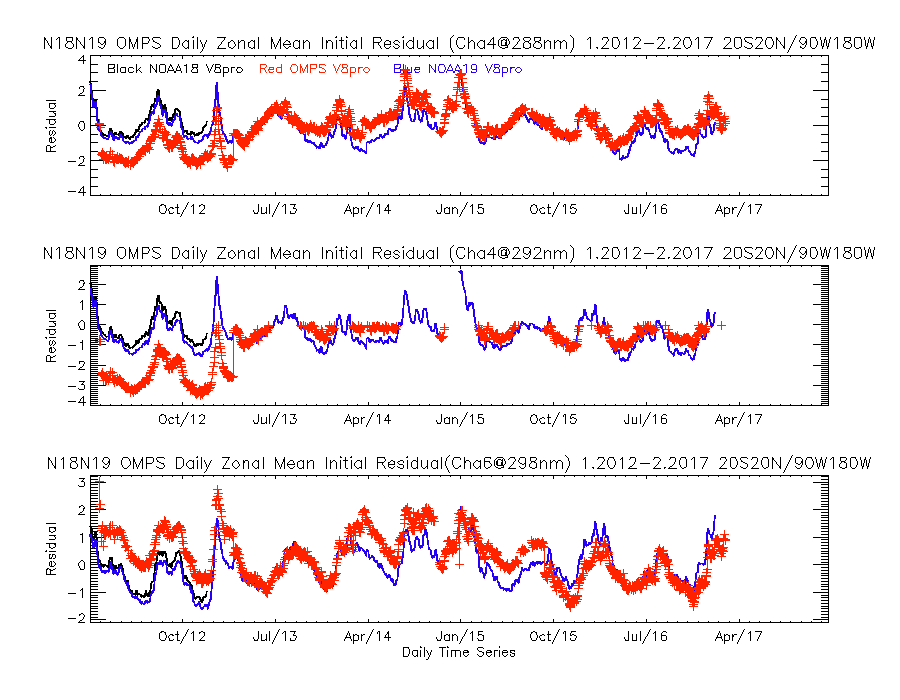 N18N19 OMPS Daily Zonal Mean Initial Residual (Cha4@288nm) 1.2012-2.2017 20S20N/90W180W
Black NOAA18 V8pro Red OMPS V8pro Blue NOAA19 V8pro
Residual
4
2
0
-2
-4
Oct/12 Jul/13 Apr/14 Jan/15 Oct/15 Jul/16 Apr/17
N18N19 OMPS Daily Zonal Mean Initial Residual (Cha4@292nm) 1.2012-2.2017 20S20N/90W180W
Residual
2
1
0
-1
-2
-3
-4
Oct/12 Jul/13 Apr/14 Jan/15 Oct/15 Jul/16 Apr/17
N18N19 OMPS Daily Zonal Mean Initial Residual(Cha6@298nm) 1.2012-2.2017 20S20N/90W180W
Residual
3
2
1
0
-1
-2
Oct/12 Jul/13 Apr/14 Jan/15 Oct/15 Jul/16 Apr/17
Daily Time Series